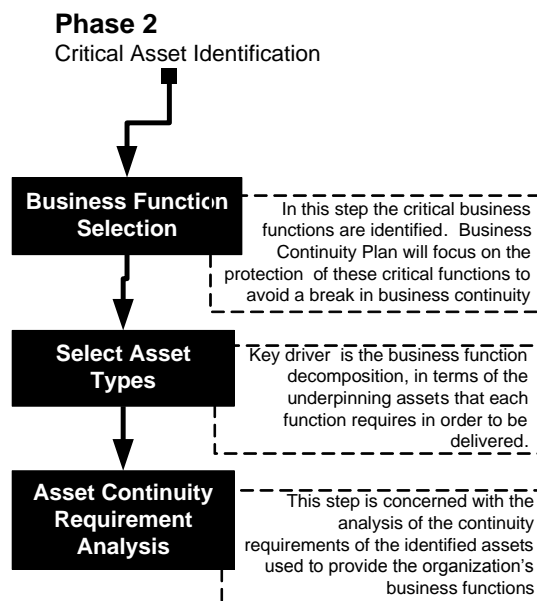 Phase 2
Critical Asset Identification
Business Function
Selection
In this step the critical business
functions are identified. Business
Continuity Plan will focus on the
protection of these critical functions to
avoid a break in business continuity
Select Asset
Types
Key driver is the business function
decomposition, in terms of the
underpinning assets that each
function requires in order to be
delivered.
Asset Continuity
Requirement
Analysis
This step is concerned with the
analysis of the continuity
requirements of the identified assets
used to provide the organization's
business functions